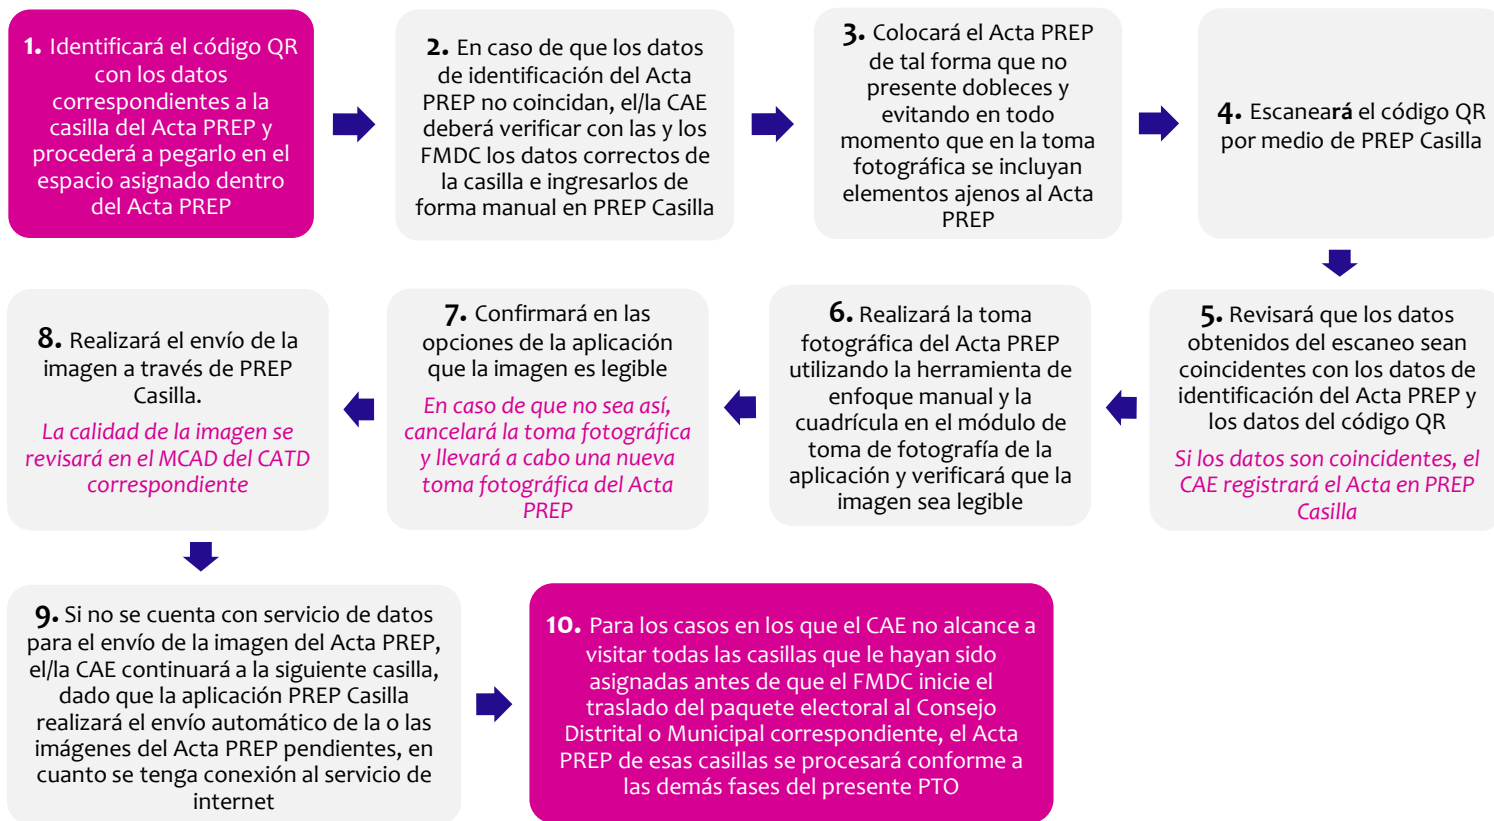 1. Identificará el código QR
con los datos
correspondientes a la
casilla del Acta PREP y
procederá a pegarlo en el
espacio asignado dentro
del Acta PREP
2. En caso de que los datos
de identificación del Acta
PREP no coincidan, el/la CAE
deberá verificar con las y los
FMDC los datos correctos de
la casilla e ingresarlos de
forma manual en PREP Casilla
3. Colocará el Acta PREP
de tal forma que no
presente dobleces y
evitando en todo
momento que en la toma
fotográfica se incluyan
elementos ajenos al Acta
PREP
4. Escaneará el código QR
por medio de PREP Casilla
5. Revisará que los datos
obtenidos del escaneo sean
coincidentes con los datos de
identificación del Acta PREP y
los datos del código QR
Si los datos son coincidentes, el
CAE registrará el Acta en PREP
Casilla
6. Realizará la toma
fotográfica del Acta PREP
utilizando la herramienta de
enfoque manual y la
cuadrícula en el módulo de
toma de fotografía de la
aplicación y verificará que la
imagen sea legible
7. Confirmará en las
opciones de la aplicación
que la imagen es legible
En caso de que no sea así,
cancelará la toma fotográfica
y llevará a cabo una nueva
toma fotográfica del Acta
PREP
8. Realizará el envío de la
imagen a través de PREP
Casilla.
La calidad de la imagen se
revisará en el MCAD del CATD
correspondiente
9. Si no se cuenta con servicio de datos
para el envío de la imagen del Acta PREP,
el/la CAE continuará a la siguiente casilla,
dado que la aplicación PREP Casilla
realizará el envío automático de la o las
imágenes del Acta PREP pendientes, en
cuanto se tenga conexión al servicio de
internet
10. Para los casos en los que el CAE no alcance a
visitar todas las casillas que le hayan sido
asignadas antes de que el FMDC inicie el
traslado del paquete electoral al Consejo
Distrital o Municipal correspondiente, el Acta
PREP de esas casillas se procesará conforme a
las demás fases del presente PTO